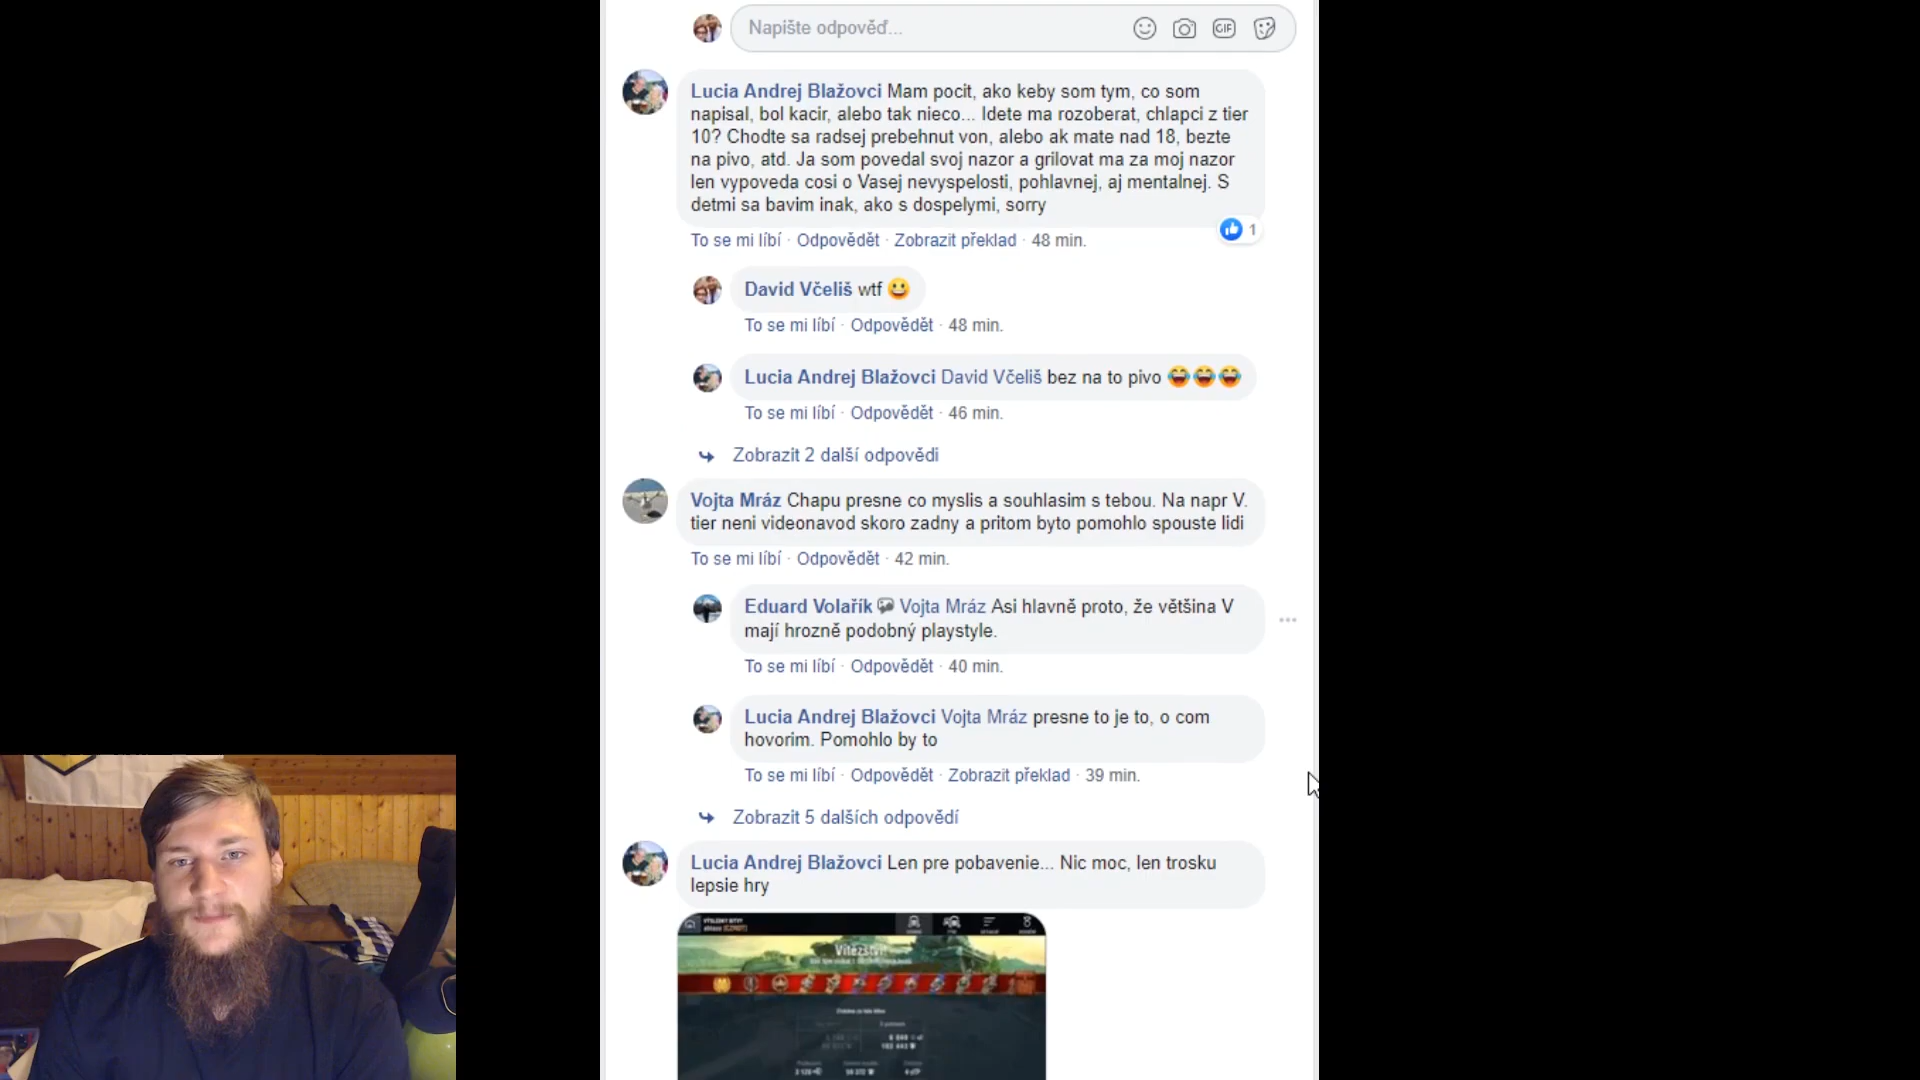 Napište odpověď...
GIF
Lucia Andrej Blažovci Mam pocit, ako keby som tym, co som
napisal, bol kacir, alebo tak nieco... Idete ma rozoberat, chlapci z tier
10? Chodte sa radsej prebehnut von, alebo ak mate nad 18, bezte
na pivo, atd. Ja som povedal svoj nazor a grilovat ma za moj nazor
len vypoveda cosi o Vasej nevyspelosti, pohlavnej, aj mentalnej. S
detmi sa bavim inak, ako s dospelymi, sorry
1
To se mi líbí · Odpovědět · Zobrazit překlad · 48 min.
David Včeliš wtf 😀
To se mi líbí · Odpovědět · 48 min.
Lucia Andrej Blažovci David Včeliš bez na to pivo 😂😂😂
To se mi líbí · Odpovědět · 46 min.
Zobrazit 2 další odpovědi
Vojta Mráz Chapu presne co myslis a souhlasim s tebou. Na napr V.
tier neni videonavod skoro zadny a pritom byto pomohlo spouste lidi
To se mi líbí · Odpovědět · 42 min.
Eduard Volařík Vojta Mráz Asi hlavně proto, že většina V
mají hrozně podobný playstyle.
To se mi líbí · Odpovědět · 40 min.
Lucia Andrej Blažovci Vojta Mráz presne to je to, o com
hovorim. Pomohlo by to
To se mi líbí · Odpovědět · Zobrazit překlad · 39 min.
Zobrazit 5 dalších odpovědí
Lucia Andrej Blažovci Len pre pobavenie... Nic moc, len trosku
lepsie hry
Vítězství!